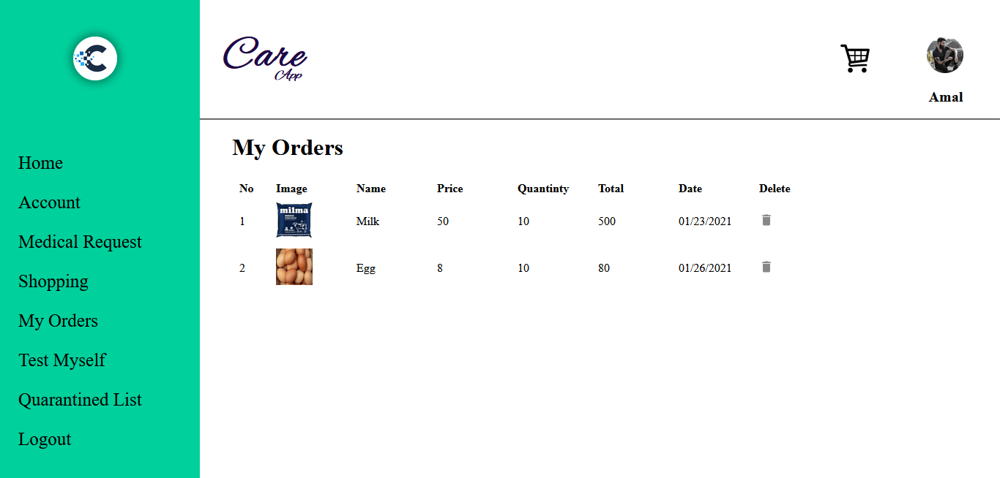 Care
App
Amal
Home
Account
Medical Request
Shopping
My Orders
Test Myself
Quarantined List
Logout
My Orders
No Image Name Price Quantinty Total Date Delete
milma
1 Milk 50 10 500 01/23/2021
2 Egg 8 10 80 01/26/2021